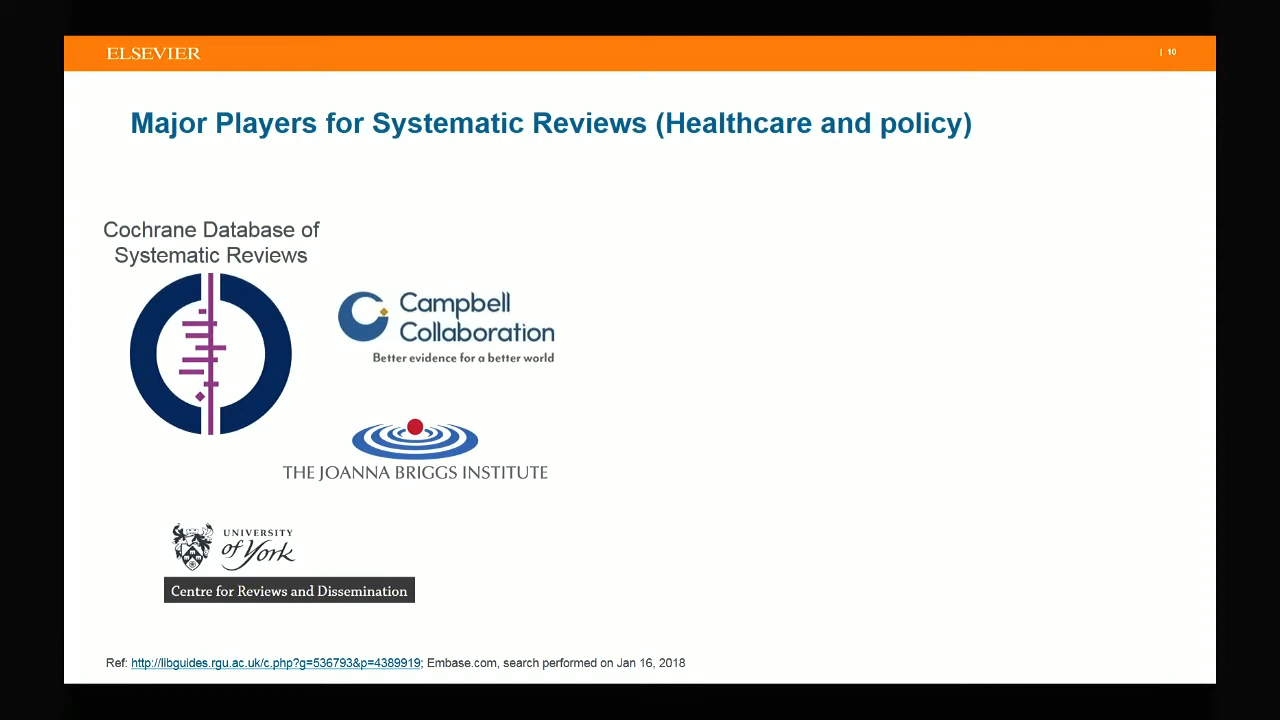 ELSEVIER
| 10
Major Players for Systematic Reviews (Healthcare and policy)
Cochrane Database of
Systematic Reviews
Campbell
Collaboration
Better evidence for a better world
THE JOANNA BRIGGS INSTITUTE
UNIVERSITY
of York
Centre for Reviews and Dissemination
Ref: http://libguides.rgu.ac.uk/c.php?g=536793&p=4389919; Embase.com, search performed on Jan 16, 2018